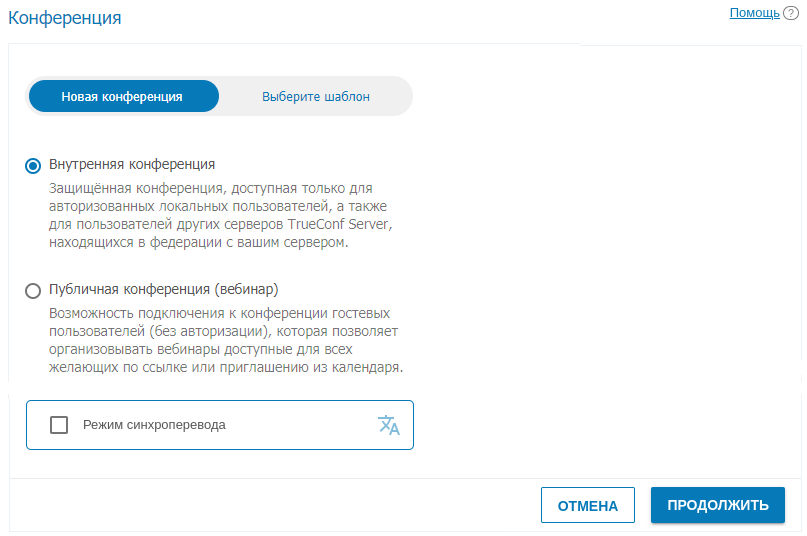 Конференция
Помощь ?
Новая конференция
Выберите шаблон
Внутренняя конференция
Защищённая конференция, доступная только для
авторизованных локальных пользователей, а также
для пользователей других серверов TrueConf Server,
находящихся в федерации с вашим сервером.
Публичная конференция (вебинар)
Возможность подключения к конференции гостевых
пользователей (без авторизации), которая позволяет
организовывать вебинары доступные для всех
желающих по ссылке или приглашению из календаря.
Режим синхроперевода
ОТМЕНА
ПРОДОЛЖИТЬ